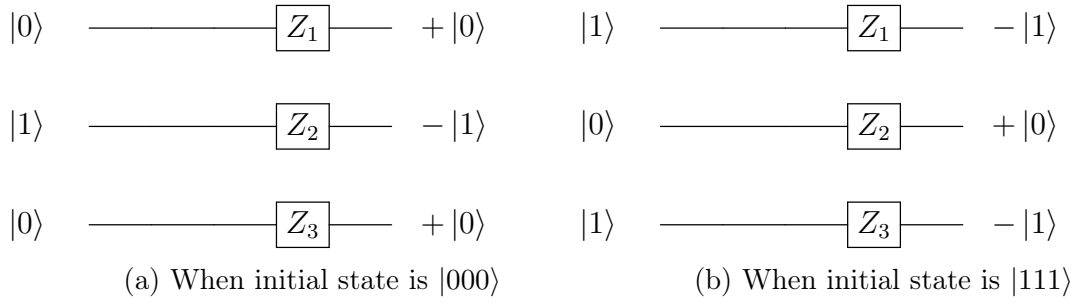 |0⟩ Z₁ + |0⟩ |1⟩ Z₁ − |1⟩
|1⟩ Z₂ − |1⟩ |0⟩ Z₂ + |0⟩
|0⟩ Z₃ + |0⟩ |1⟩ Z₃ − |1⟩
(a) When initial state is |000⟩ (b) When initial state is |111⟩